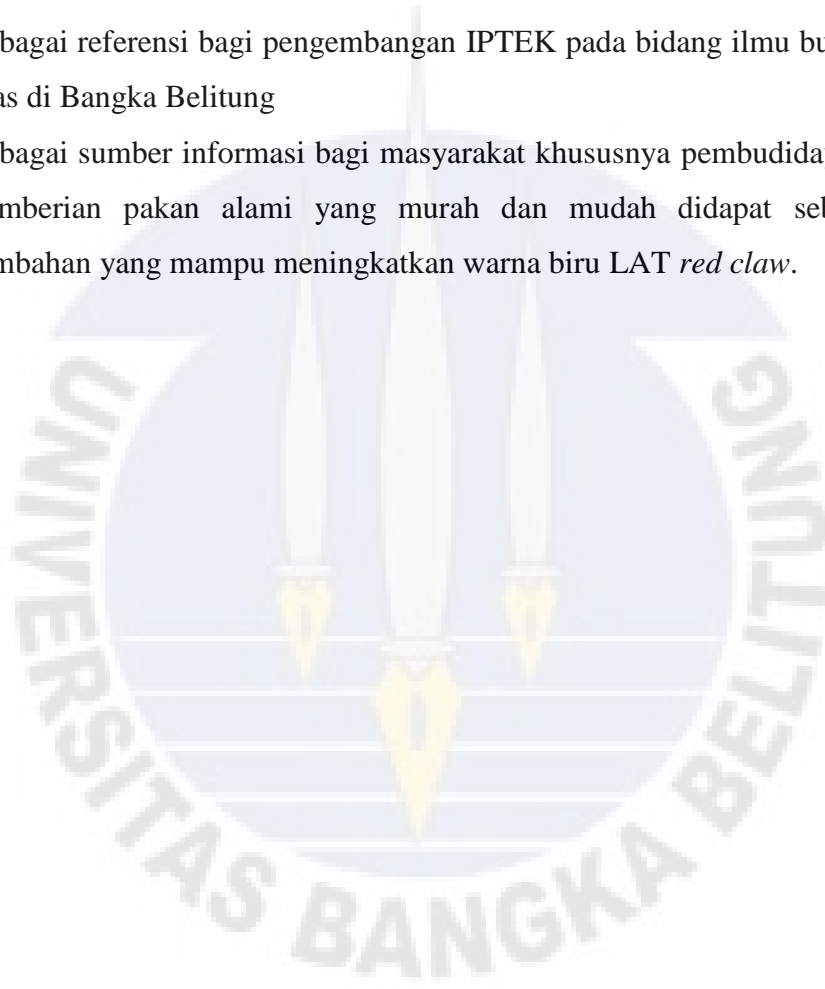 bagai referensi bagi pengembangan IPTEK pada bidang ilmu bu
as di Bangka Belitung
bagai sumber informasi bagi masyarakat khususnya pembudida
mberian pakan alami yang murah dan mudah didapat seb
mbahan yang mampu meningkatkan warna biru LAT red claw.
UNIVERSITAS BANGKA BELITUNG